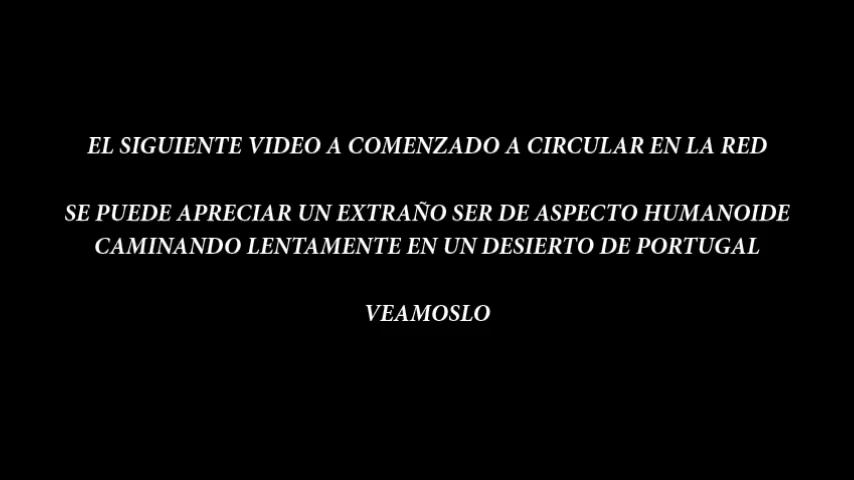 EL SIGUIENTE VIDEO A COMENZADO A CIRCULAR EN LA RED
SE PUEDE APRECIAR UN EXTRAÑO SER DE ASPECTO HUMANOIDE
CAMINANDO LENTAMENTE EN UN DESIERTO DE PORTUGAL
VEAMOSLO